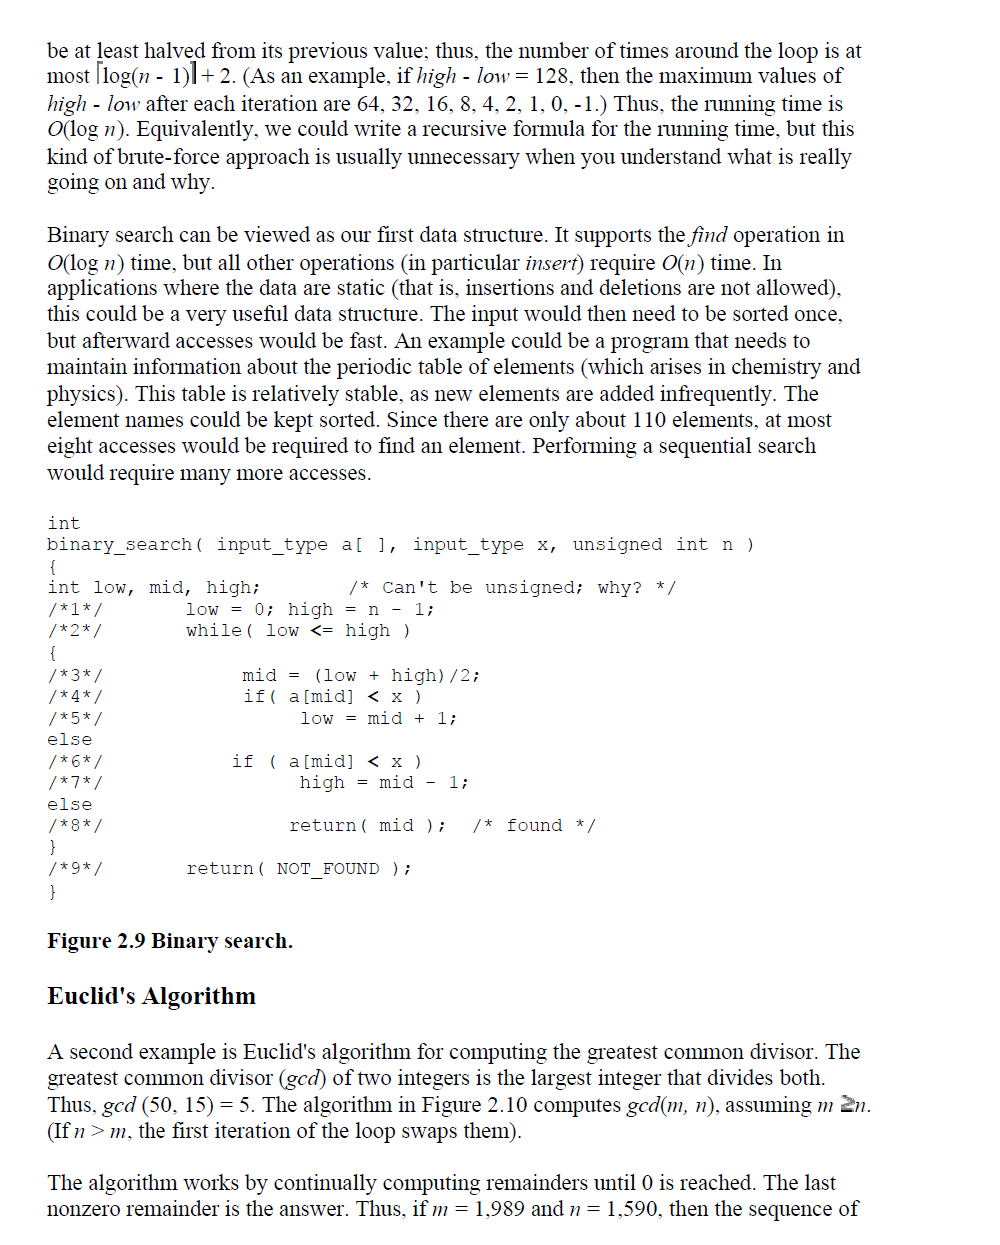 be at least halved from its previous value; thus, the number of times around the loop is at
most ⌈log(n - 1)⌉ + 2. (As an example, if high - low = 128, then the maximum values of
high - low after each iteration are 64, 32, 16, 8, 4, 2, 1, 0, -1.) Thus, the running time is
O(log n). Equivalently, we could write a recursive formula for the running time, but this
kind of brute-force approach is usually unnecessary when you understand what is really
going on and why.
Binary search can be viewed as our first data structure. It supports the find operation in
O(log n) time, but all other operations (in particular insert) require O(n) time. In
applications where the data are static (that is, insertions and deletions are not allowed),
this could be a very useful data structure. The input would then need to be sorted once,
but afterward accesses would be fast. An example could be a program that needs to
maintain information about the periodic table of elements (which arises in chemistry and
physics). This table is relatively stable, as new elements are added infrequently. The
element names could be kept sorted. Since there are only about 110 elements, at most
eight accesses would be required to find an element. Performing a sequential search
would require many more accesses.
int
binary_search( input_type a[ ], input_type x, unsigned int n )
{
int low, mid, high;        /* Can't be unsigned; why? */
/*1*/       low = 0; high = n - 1;
/*2*/       while( low <= high )
{
/*3*/            mid = (low + high)/2;
/*4*/            if( a[mid] < x )
/*5*/                 low = mid + 1;
else
/*6*/           if ( a[mid] < x )
/*7*/                 high = mid - 1;
else
/*8*/                return( mid );  /* found */
}
/*9*/       return( NOT_FOUND );
}
Figure 2.9 Binary search.
Euclid's Algorithm
A second example is Euclid's algorithm for computing the greatest common divisor. The
greatest common divisor (gcd) of two integers is the largest integer that divides both.
Thus, gcd (50, 15) = 5. The algorithm in Figure 2.10 computes gcd(m, n), assuming m ≥n.
(If n > m, the first iteration of the loop swaps them).
The algorithm works by continually computing remainders until 0 is reached. The last
nonzero remainder is the answer. Thus, if m = 1,989 and n = 1,590, then the sequence of